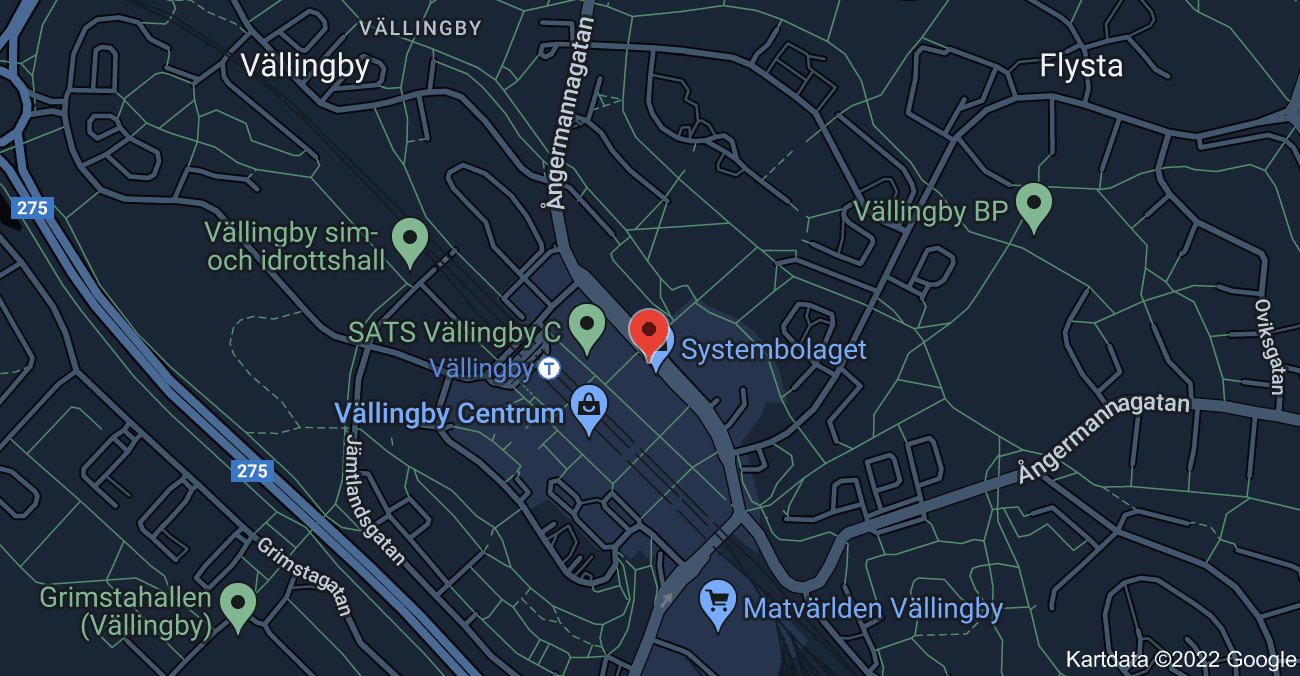 VÄLLINGBY
Vällingby
Flysta
Ångermannagatan
275
Vällingby BP
Vällingby sim-
och idrottshall
SATS Vällingby C
Systembolaget
Vällingby
T
Oviksgatan
Vällingby Centrum
Ångermannagatan
275
Jämtlandsgatan
Grimstagatan
Grimstahallen
(Vällingby)
Matvärlden Vällingby
Kartdata ©2022 Google